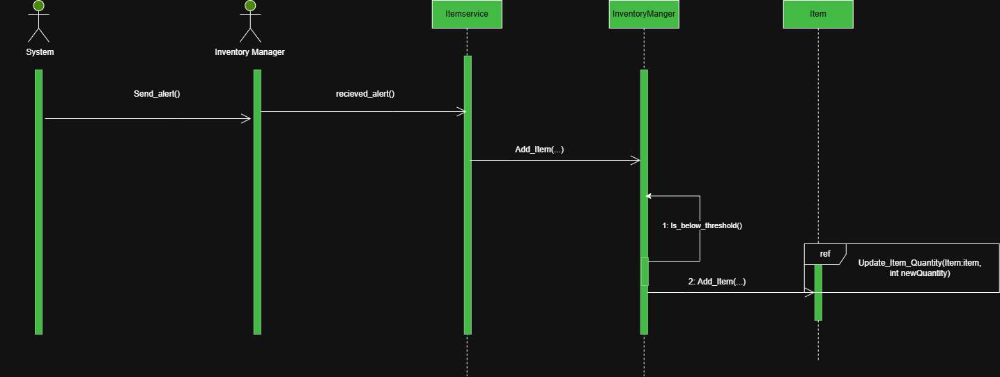 Itemservice
InventoryManger
Item
System
Inventory Manager
Send_alert()
recieved_alert()
Add_Item(...)
1: Is_below_threshold()
ref
Update_Item_Quantity(Item:item,
int newQuantity)
2: Add_Item(...)